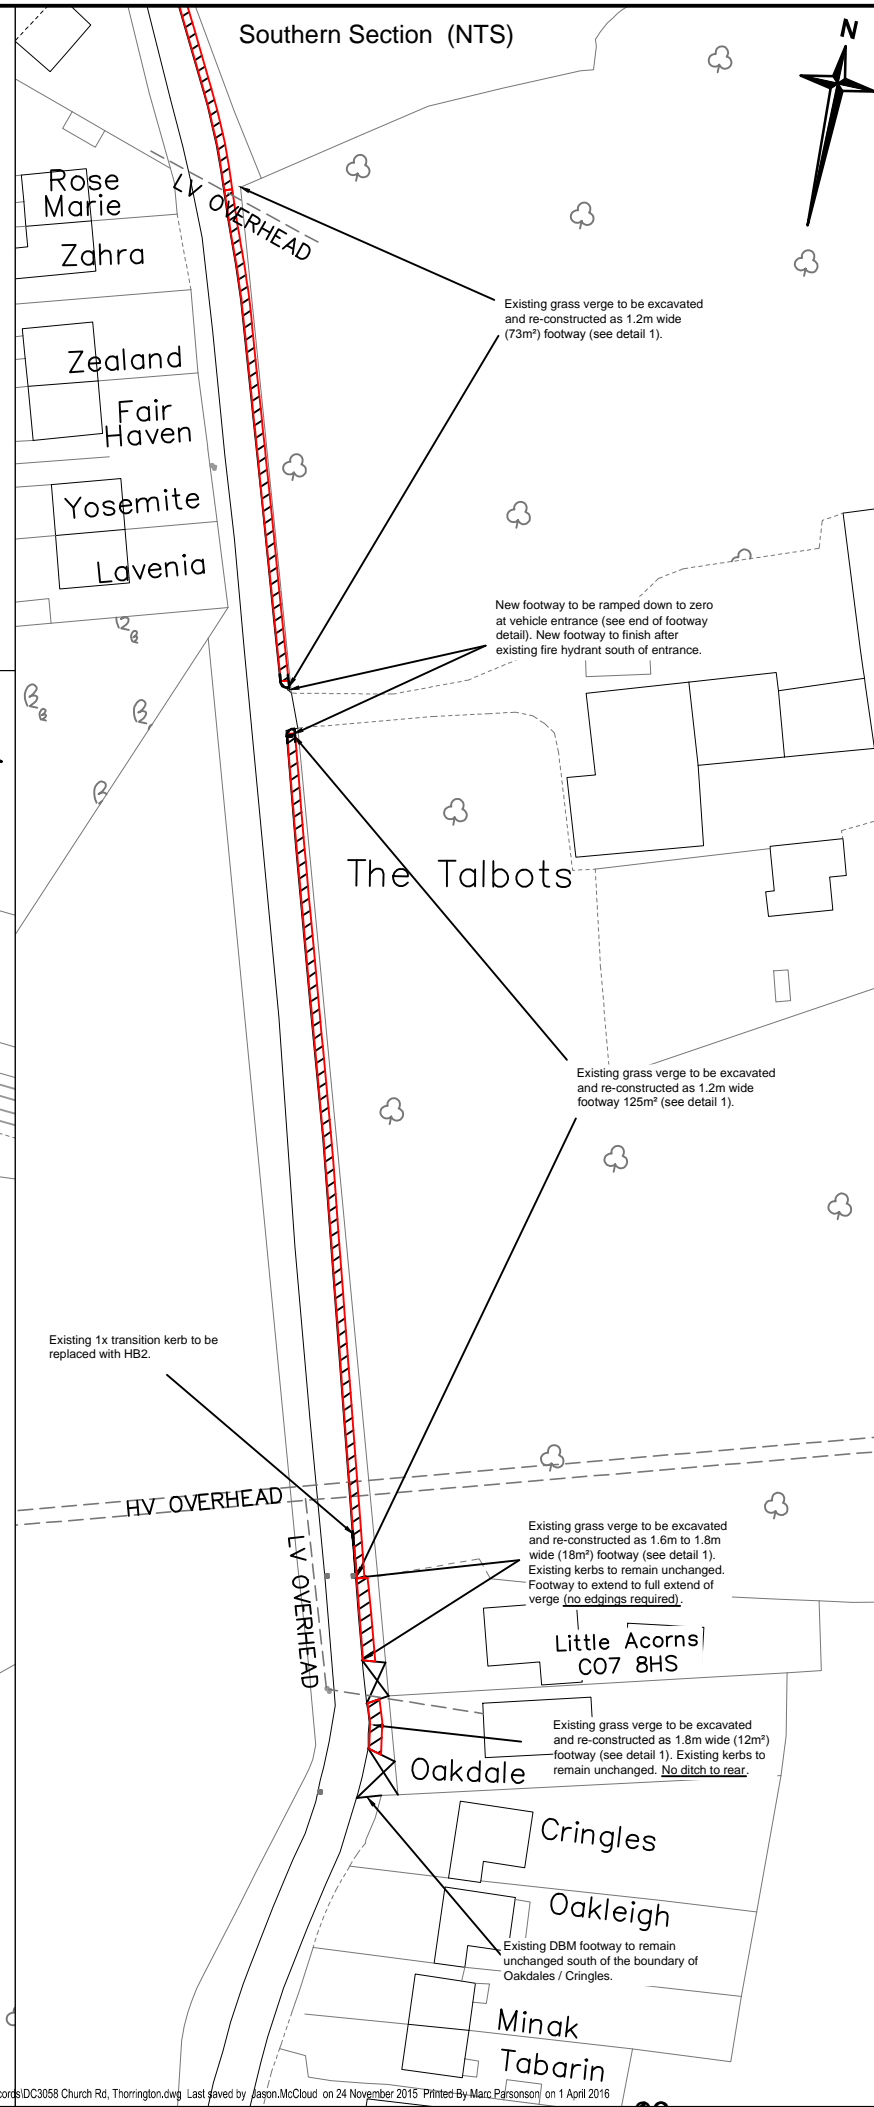 Southern Section (NTS)
N
Rose
Marie
LV OVERHEAD
Zahra
Existing grass verge to be excavated
and re-constructed as 1.2m wide
(73m²) footway (see detail 1).
Zealand
Fair
Haven
Yosemite
Lavenia
New footway to be ramped down to zero
at vehicle entrance (see end of footway
detail). New footway to finish after
existing fire hydrant south of entrance.
The Talbots
Existing grass verge to be excavated
and re-constructed as 1.2m wide
footway 125m² (see detail 1).
Existing 1x transition kerb to be
replaced with HB2.
HV OVERHEAD
LV OVERHEAD
Existing grass verge to be excavated
and re-constructed as 1.6m to 1.8m
wide (18m²) footway (see detail 1).
Existing kerbs to remain unchanged.
Footway to extend to full extend of
verge (no edgings required).
Little Acorns
CO7 8HS
Existing grass verge to be excavated
and re-constructed as 1.8m wide (12m²)
footway (see detail 1). Existing kerbs to
remain unchanged. No ditch to rear.
Oakdale
Cringles
Oakleigh
Existing DBM footway to remain
unchanged south of the boundary of
Oakdales / Cringles.
Minak
Tabarin
cords\DC3058 Church Rd, Thorrington.dwg Last saved by Jason.McCloud on 24 November 2015 Printed By Marc Parsonson on 1 April 2016